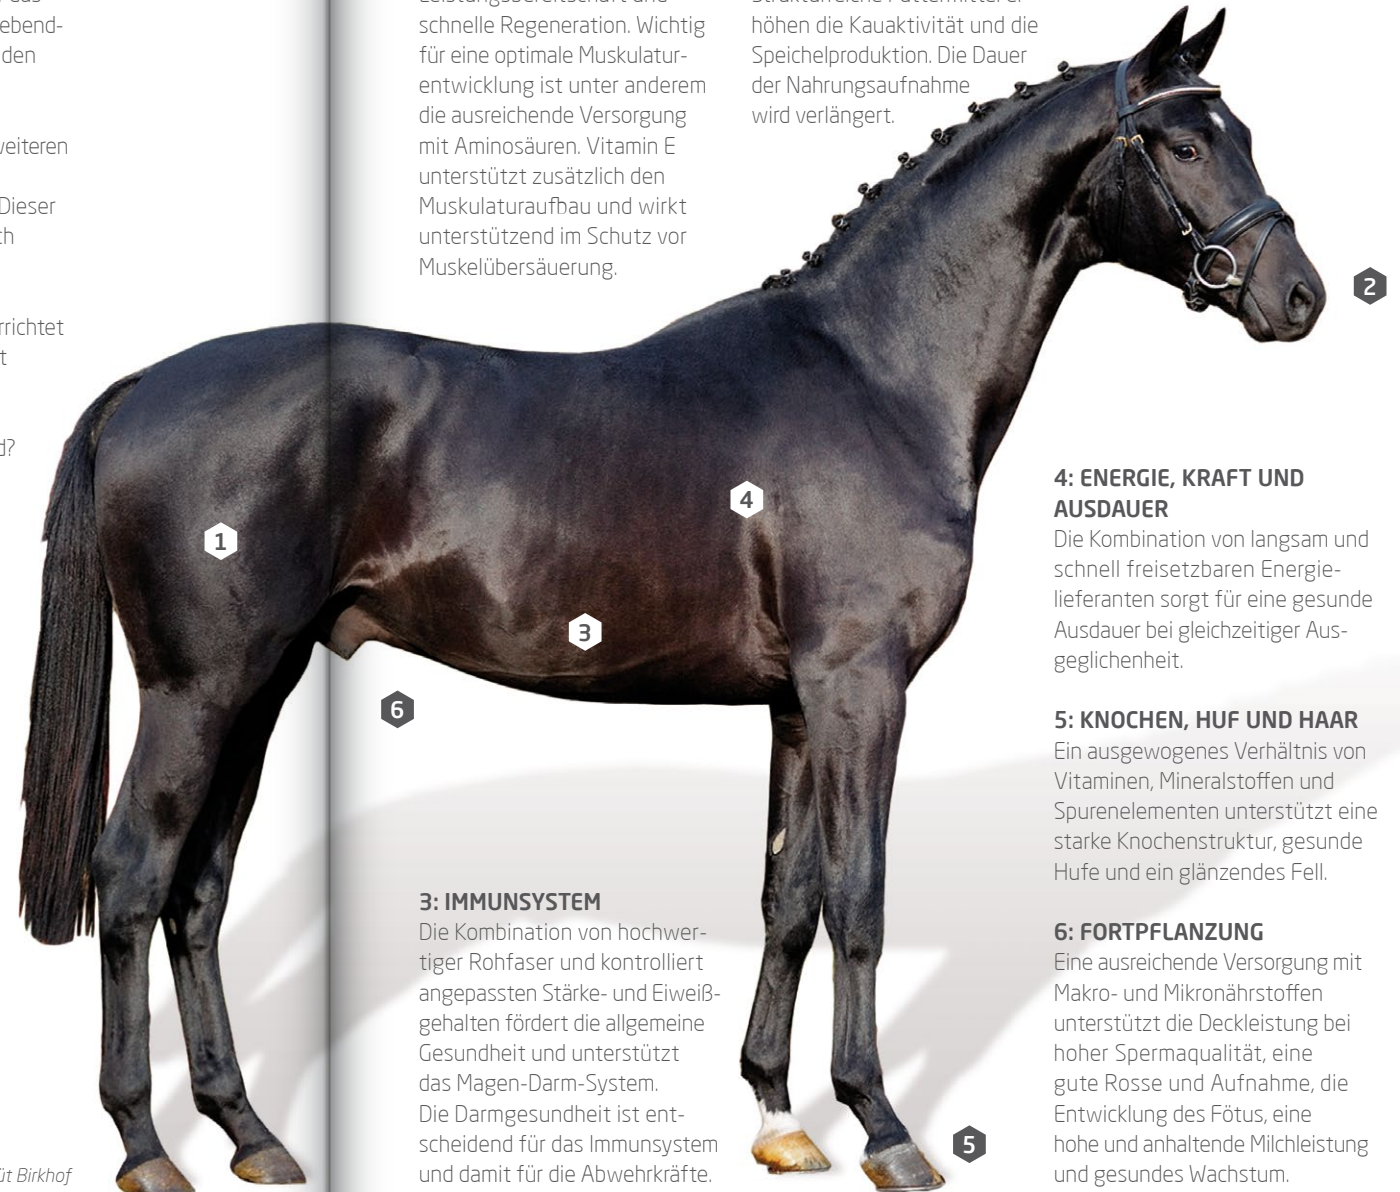 ebend-
den
weiteren
Dieser
rrichtet
d?
üt Birkhof
schnelle Regeneration. Wichtig
für eine optimale Muskulatur-
entwicklung ist unter anderem
die ausreichende Versorgung
mit Aminosäuren. Vitamin E
unterstützt zusätzlich den
Muskulaturaufbau und wirkt
unterstützend im Schutz vor
Muskelübersäuerung.
höhen die Kauaktivität und die
Speichelproduktion. Die Dauer
der Nahrungsaufnahme
wird verlängert.
2
4
1
3
6
5
3: IMMUNSYSTEM
Die Kombination von hochwer-
tiger Rohfaser und kontrolliert
angepassten Stärke- und Eiweiß-
gehalten fördert die allgemeine
Gesundheit und unterstützt
das Magen-Darm-System.
Die Darmgesundheit ist ent-
scheidend für das Immunsystem
und damit für die Abwehrkräfte.
4: ENERGIE, KRAFT UND
AUSDAUER
Die Kombination von langsam und
schnell freisetzbaren Energie-
lieferanten sorgt für eine gesunde
Ausdauer bei gleichzeitiger Aus-
geglichenheit.
5: KNOCHEN, HUF UND HAAR
Ein ausgewogenes Verhältnis von
Vitaminen, Mineralstoffen und
Spurenelementen unterstützt eine
starke Knochenstruktur, gesunde
Hufe und ein glänzendes Fell.
6: FORTPFLANZUNG
Eine ausreichende Versorgung mit
Makro- und Mikronährstoffen
unterstützt die Deckleistung bei
hoher Spermaqualität, eine
gute Rosse und Aufnahme, die
Entwicklung des Fötus, eine
hohe und anhaltende Milchleistung
und gesundes Wachstum.